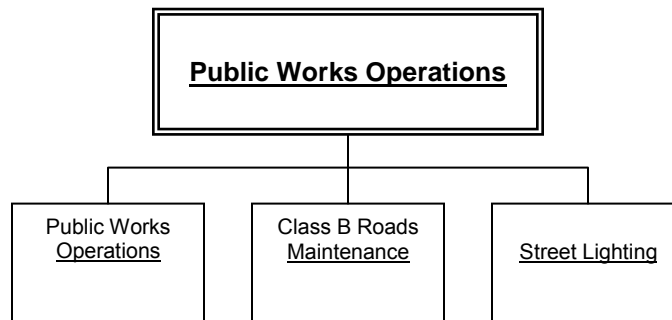 Public Works Operations
Public Works
Operations
Class B Roads
Maintenance
Street Lighting